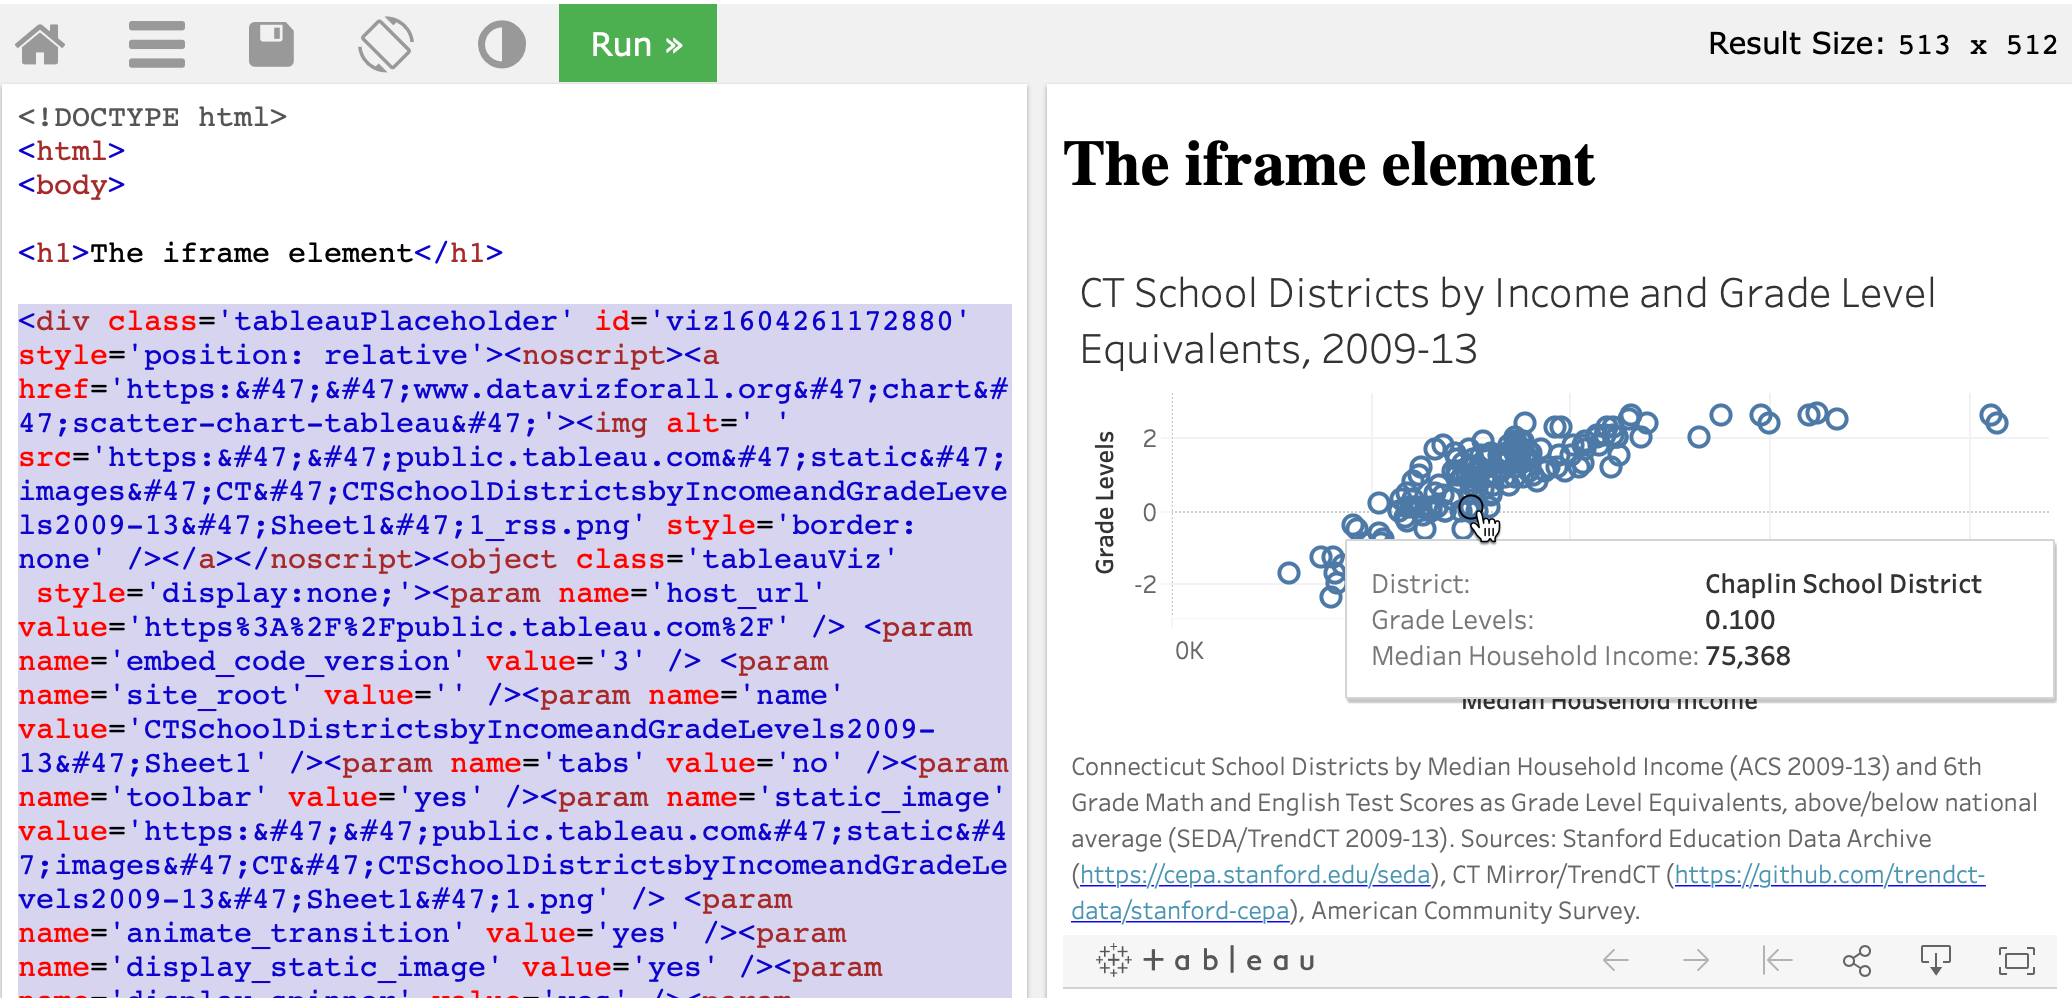 Run »
Result Size: 513 x 512
<!DOCTYPE html>
<html>
<body>
<h1>The iframe element</h1>
<div class='tableauPlaceholder' id='viz1604261172880'
style='position: relative'><noscript><a
href='https:&#47;&#47;www.datavizforall.org&#47;chart&#
47;scatter-chart-tableau&#47;'><img alt=' '
src='https:&#47;&#47;public.tableau.com&#47;static&#47;
images&#47;CT&#47;CTSchoolDistrictsbyIncomeandGradeLeve
ls2009-13&#47;Sheet1&#47;1_rss.png' style='border:
none' /></a></noscript><object class='tableauViz'
style='display:none;'><param name='host_url'
value='https%3A%2F%2Fpublic.tableau.com%2F' /> <param
name='embed_code_version' value='3' /> <param
name='site_root' value='' /><param name='name'
value='CTSchoolDistrictsbyIncomeandGradeLevels2009-
13&#47;Sheet1' /><param name='tabs' value='no' /><param
name='toolbar' value='yes' /><param name='static_image'
value='https:&#47;&#47;public.tableau.com&#47;static&#4
7;images&#47;CT&#47;CTSchoolDistrictsbyIncomeandGradeLe
vels2009-13&#47;Sheet1&#47;1.png' /> <param
name='animate_transition' value='yes' /><param
name='display_static_image' value='yes' /><param
name='display_spinner' value='yes' /><param
The iframe element
CT School Districts by Income and Grade Level
Equivalents, 2009-13
Grade Levels
2
0
-2
0K
District: Chaplin School District
Grade Levels: 0.100
Median Household Income: 75,368
Median Household Income
Connecticut School Districts by Median Household Income (ACS 2009-13) and 6th
Grade Math and English Test Scores as Grade Level Equivalents, above/below national
average (SEDA/TrendCT 2009-13). Sources: Stanford Education Data Archive
(https://cepa.stanford.edu/seda), CT Mirror/TrendCT (https://github.com/trendct-
data/stanford-cepa), American Community Survey.
+ableau